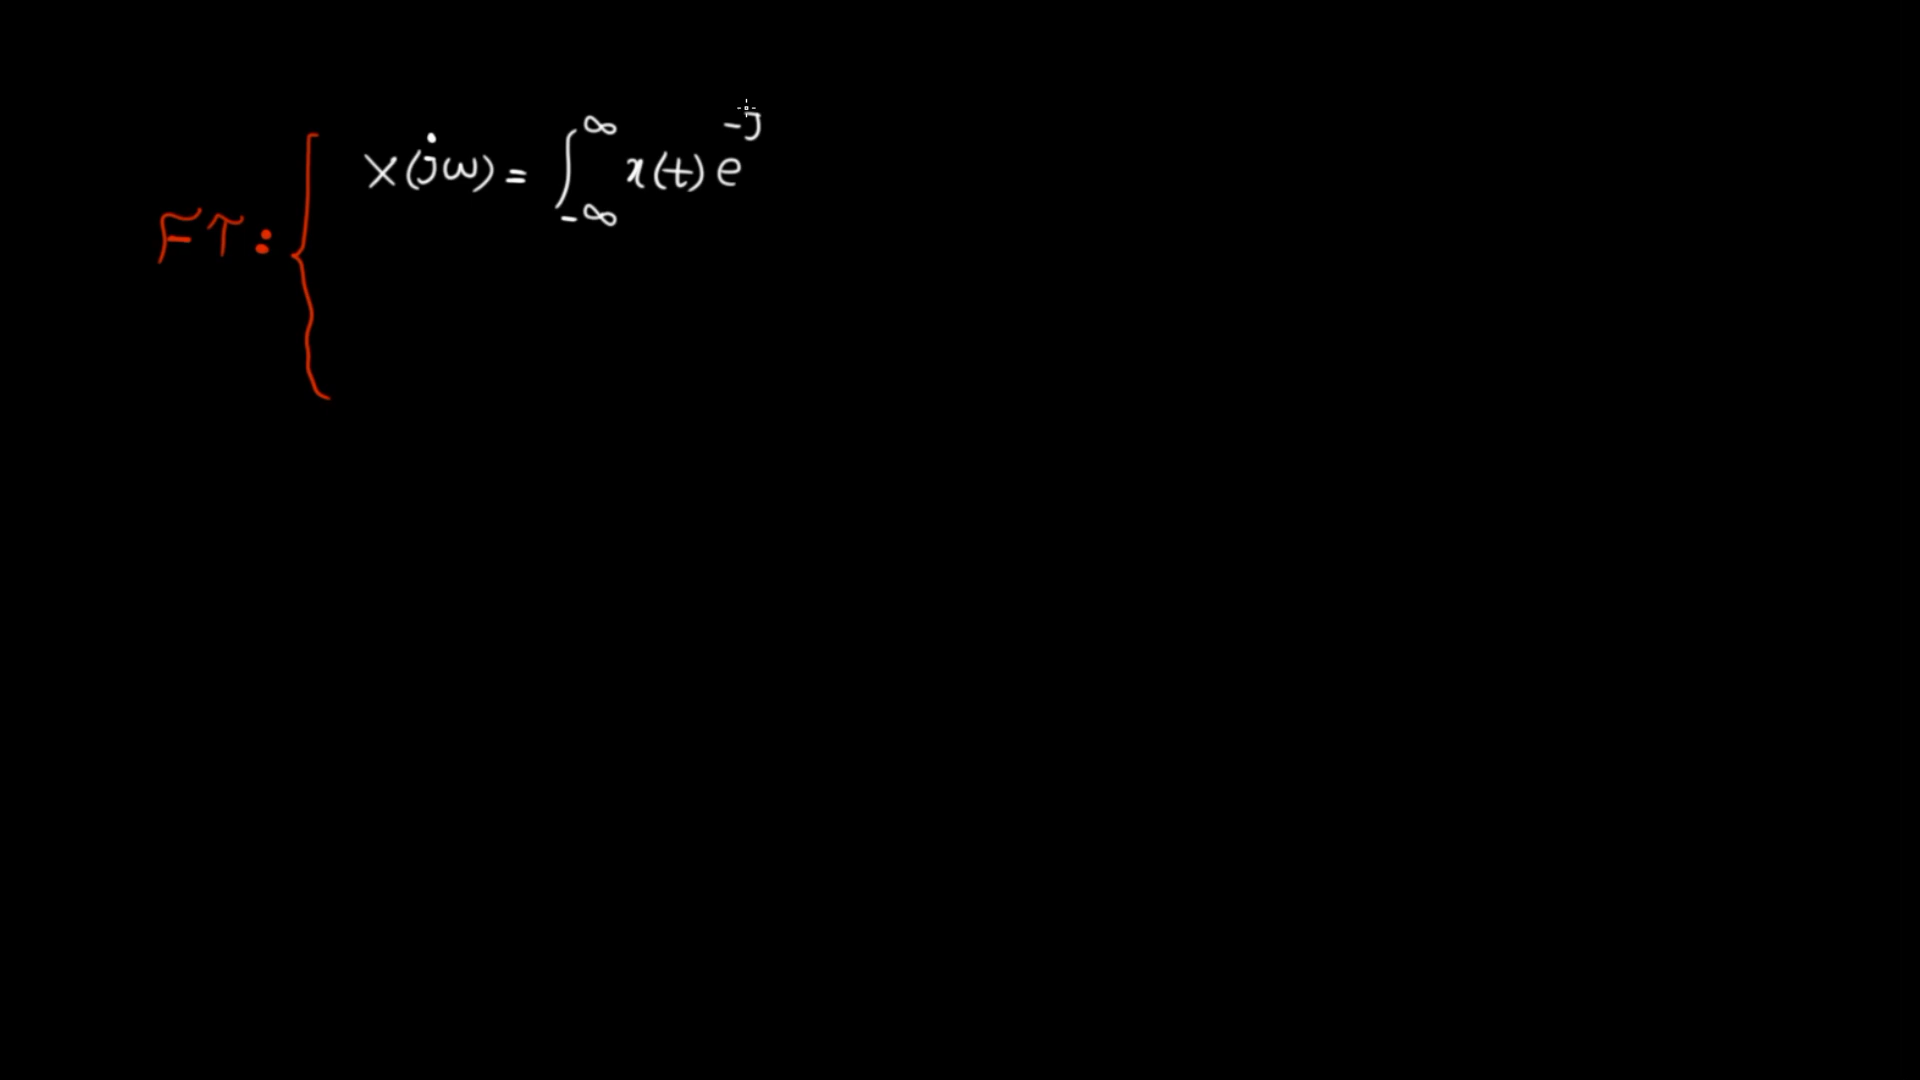 FT: { X(jω) = ∫_{-∞}^{∞} x(t) e^{-j